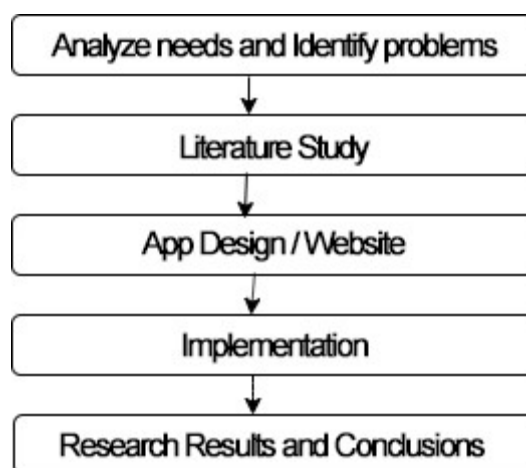 Analyze needs and Identify problems
Literature Study
App Design / Website
Implementation
Research Results and Conclusions